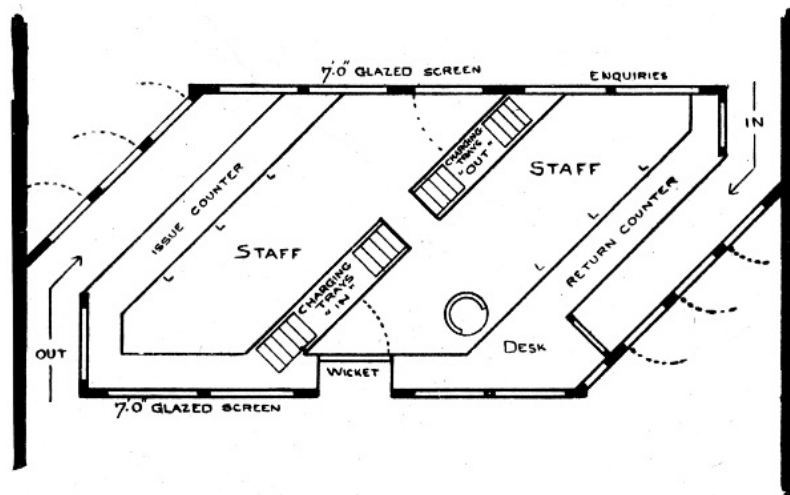 7'.0" GLAZED SCREEN
ENQUIRIES
IN
CHARGING
TRAYS
"OUT"
STAFF
ISSUE COUNTER
STAFF
RETURN COUNTER
CHARGING
TRAYS
"IN"
OUT
DESK
WICKET
7'.0" GLAZED SCREEN